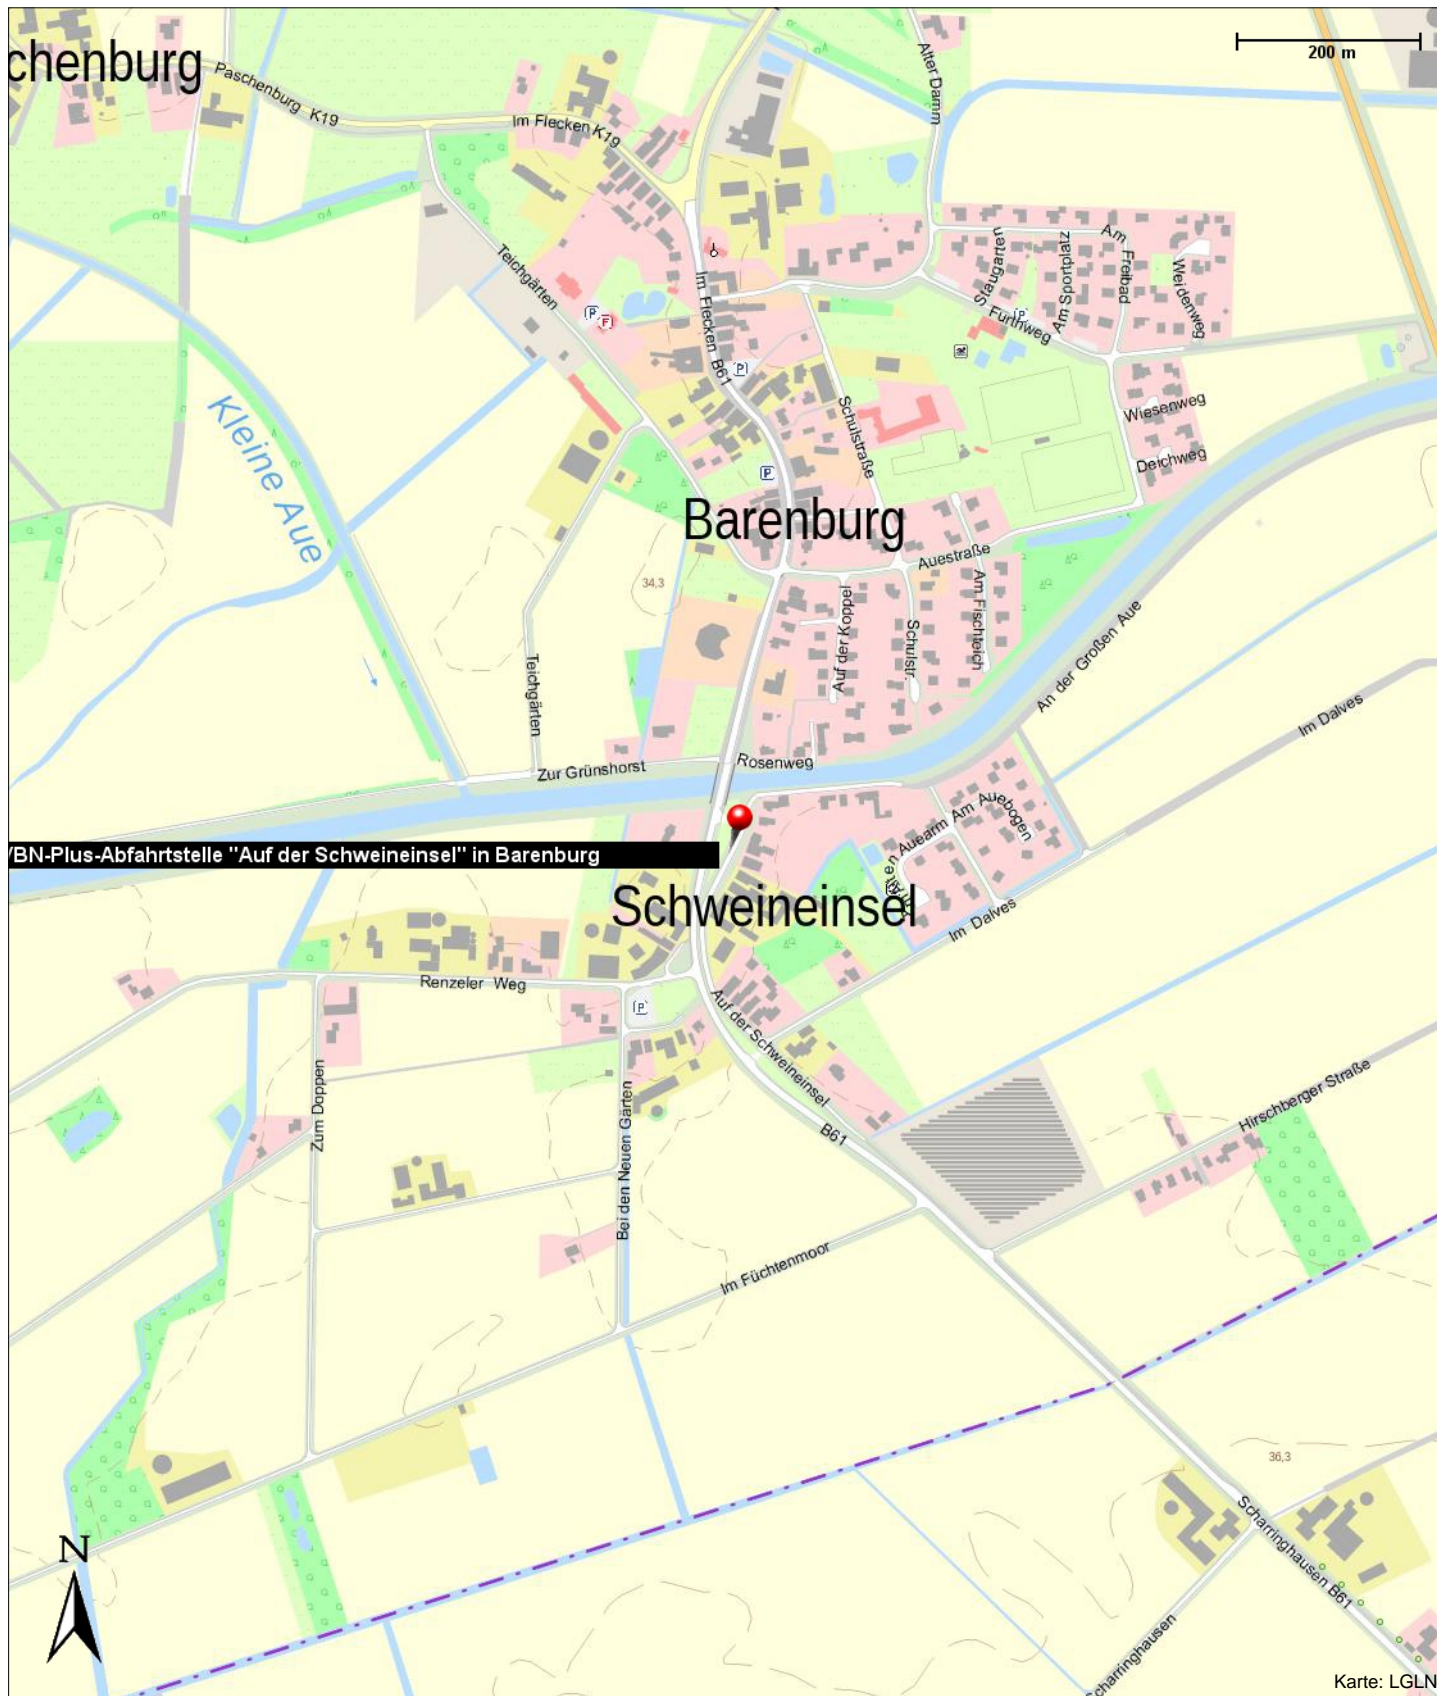 200 m
chenburg
Paschenburg K19
Im Flecken K19
Alter Damm
Teichgärten
Im Flecken B61
Staugarten
Am Sportplatz
Am Freibad
Weidenweg
Furthweg
P
F
P
P
Kleine Aue
Schulstraße
Wiesenweg
Deichweg
P
Barenburg
34,3
Auestraße
Auf der Koppel
Schulstr.
Am Fischteich
An der Großen Aue
Im Dalves
Teichgärten
Zur Grünshorst
Rosenweg
Am Auebogen
Am Alten Auearm
VBN-Plus-Abfahrtstelle "Auf der Schweineinsel" in Barenburg
Schweineinsel
Im Dalves
Renzeler Weg
P
Auf der Schweineinsel
Zum Doppen
Bei den Neuen Gärten
B61
Hirschberger Straße
Im Füchtenmoor
36,3
Scharringhausen B61
N
Scharringhausen
Karte: LGLN